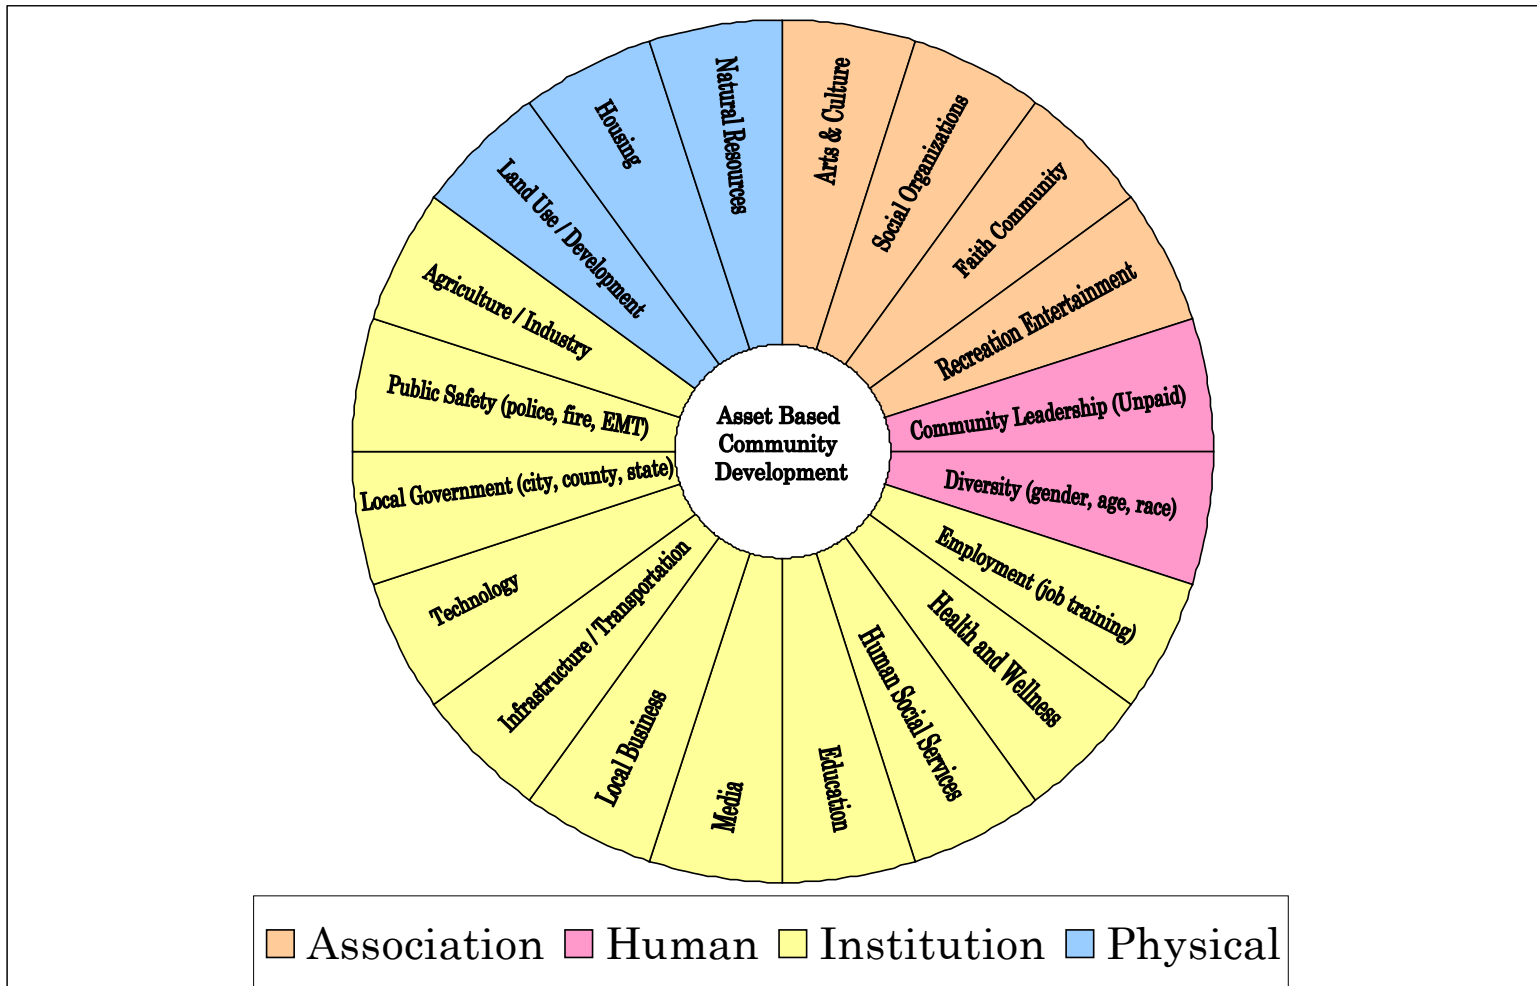 Arts & Culture
Social Organizations
Faith Community
Recreation Entertainment
Community Leadership (Unpaid)
Diversity (gender, age, race)
Employment (job training)
Health and Wellness
Human Social Services
Education
Media
Local Business
Infrastructure / Transportation
Technology
Local Government (city, county, state)
Public Safety (police, fire, EMT)
Agriculture / Industry
Land Use / Development
Housing
Natural Resources
Asset Based
Community
Development
Association Human Institution Physical